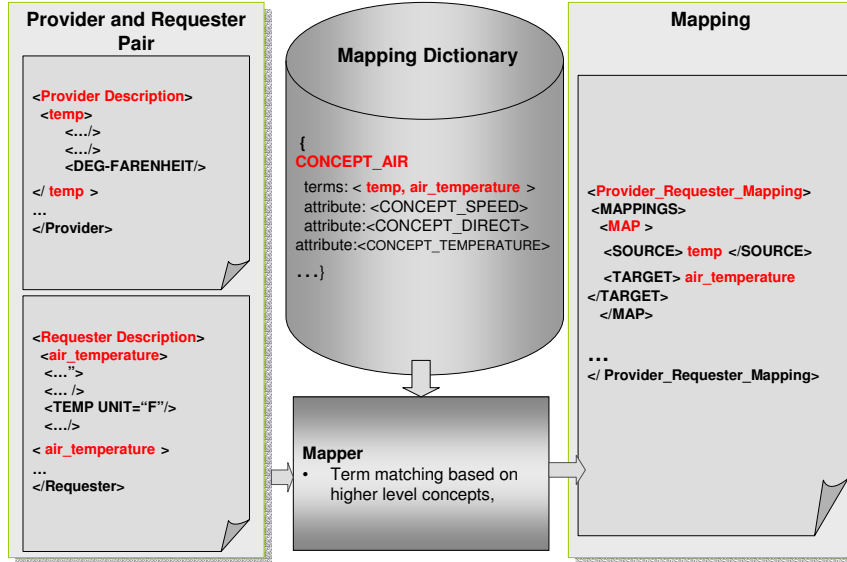 Provider and Requester
Pair
<Provider Description>
<temp>
<.../>
<.../>
<DEG-FARENHEIT/>
</ temp >
...
</Provider>
<Requester Description>
<air_temperature>
<...”>
<... />
<TEMP UNIT=“F”/>
<.../>
< air_temperature >
...
</Requester>
Mapping Dictionary
{
CONCEPT_AIR
terms: < temp, air_temperature >
attribute: <CONCEPT_SPEED>
attribute: <CONCEPT_DIRECT>
attribute:<CONCEPT_TEMPERATURE>
...}
Mapper
• Term matching based on
higher level concepts,
Mapping
<Provider_Requester_Mapping>
<MAPPINGS>
<MAP >
<SOURCE> temp </SOURCE>
<TARGET> air_temperature
</TARGET>
</MAP>
...
</ Provider_Requester_Mapping>